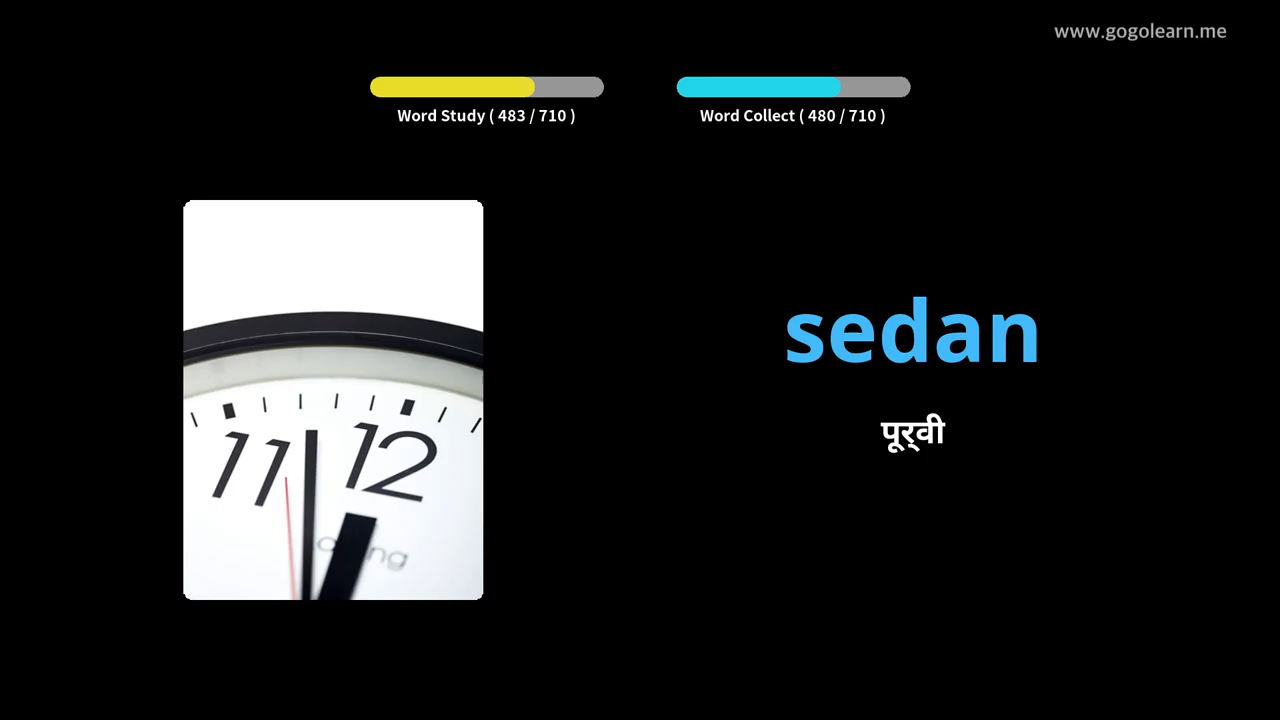 www.gogolearn.me
Word Study ( 483 / 710 )
Word Collect ( 480 / 710 )
sedan
पूर्वी
11 12